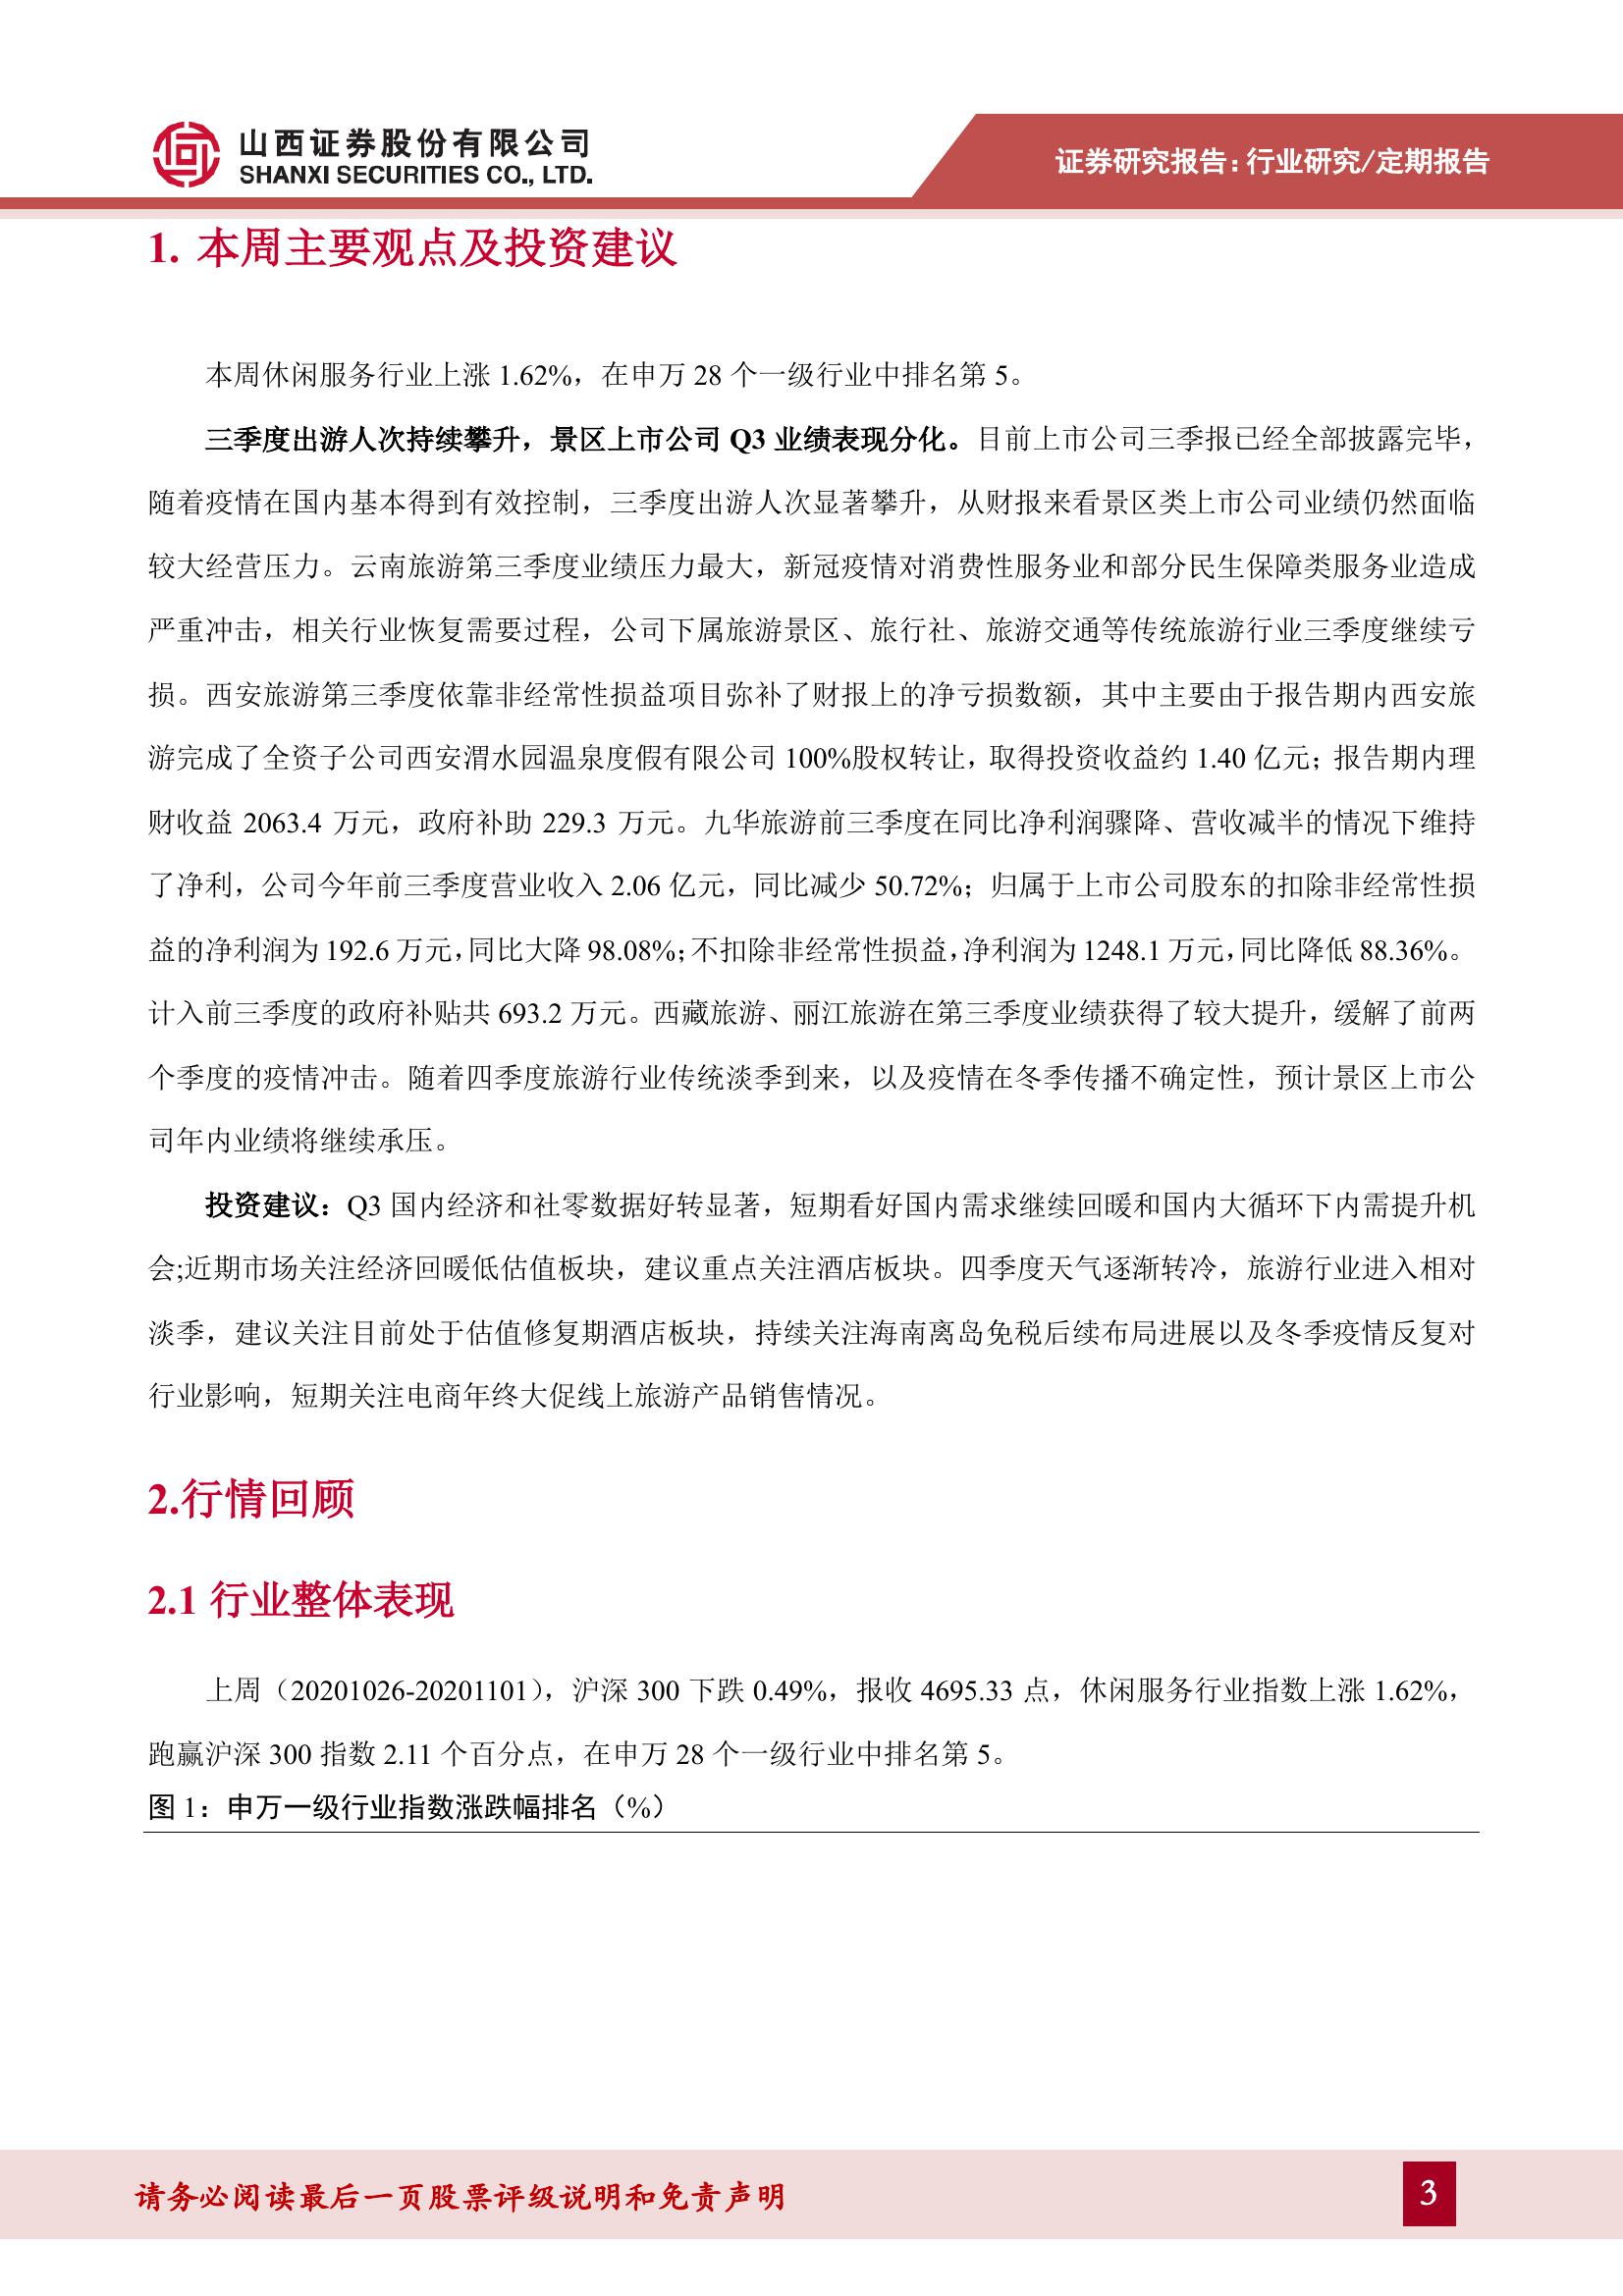 山西证券股份有限公司
SHANXI SECURITIES CO., LTD.
证券研究报告：行业研究/定期报告
1. 本周主要观点及投资建议
本周休闲服务行业上涨 1.62%，在申万 28 个一级行业中排名第 5。
三季度出游人次持续攀升，景区上市公司 Q3 业绩表现分化。目前上市公司三季报已经全部披露完毕，
随着疫情在国内基本得到有效控制，三季度出游人次显著攀升，从财报来看景区类上市公司业绩仍然面临
较大经营压力。云南旅游第三季度业绩压力最大，新冠疫情对消费性服务业和部分民生保障类服务业造成
严重冲击，相关行业恢复需要过程，公司下属旅游景区、旅行社、旅游交通等传统旅游行业三季度继续亏
损。西安旅游第三季度依靠非经常性损益项目弥补了财报上的净亏损数额，其中主要由于报告期内西安旅
游完成了全资子公司西安渭水园温泉度假有限公司 100%股权转让，取得投资收益约 1.40 亿元；报告期内理
财收益 2063.4 万元，政府补助 229.3 万元。九华旅游前三季度在同比净利润骤降、营收减半的情况下维持
了净利，公司今年前三季度营业收入 2.06 亿元，同比减少 50.72%；归属于上市公司股东的扣除非经常性损
益的净利润为 192.6 万元，同比大降 98.08%；不扣除非经常性损益，净利润为 1248.1 万元，同比降低 88.36%。
计入前三季度的政府补贴共 693.2 万元。西藏旅游、丽江旅游在第三季度业绩获得了较大提升，缓解了前两
个季度的疫情冲击。随着四季度旅游行业传统淡季到来，以及疫情在冬季传播不确定性，预计景区上市公
司年内业绩将继续承压。
投资建议：Q3 国内经济和社零数据好转显著，短期看好国内需求继续回暖和国内大循环下内需提升机
会;近期市场关注经济回暖低估值板块，建议重点关注酒店板块。四季度天气逐渐转冷，旅游行业进入相对
淡季，建议关注目前处于估值修复期酒店板块，持续关注海南离岛免税后续布局进展以及冬季疫情反复对
行业影响，短期关注电商年终大促线上旅游产品销售情况。
2.行情回顾
2.1 行业整体表现
上周（20201026-20201101），沪深 300 下跌 0.49%，报收 4695.33 点，休闲服务行业指数上涨 1.62%，
跑赢沪深 300 指数 2.11 个百分点，在申万 28 个一级行业中排名第 5。
图 1：申万一级行业指数涨跌幅排名（%）
请务必阅读最后一页股票评级说明和免责声明
3